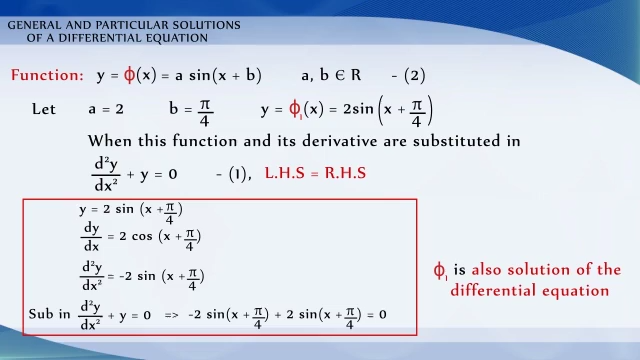 GENERAL AND PARTICULAR SOLUTIONS
OF A DIFFERENTIAL EQUATION
Function: y = ϕ(x) = a sin(x + b) a, b ∈ R - (2)
Let a = 2 b = π/4 y = ϕ₁(x) = 2sin(x + π/4)
When this function and its derivative are substituted in
d²y/dx² + y = 0 - (1), L.H.S = R.H.S
y = 2 sin (x + π/4)
dy/dx = 2 cos (x + π/4)
d²y/dx² = -2 sin (x + π/4)
Sub in d²y/dx² + y = 0 => -2 sin(x + π/4) + 2 sin(x + π/4) = 0
ϕ₁ is also solution of the
differential equation